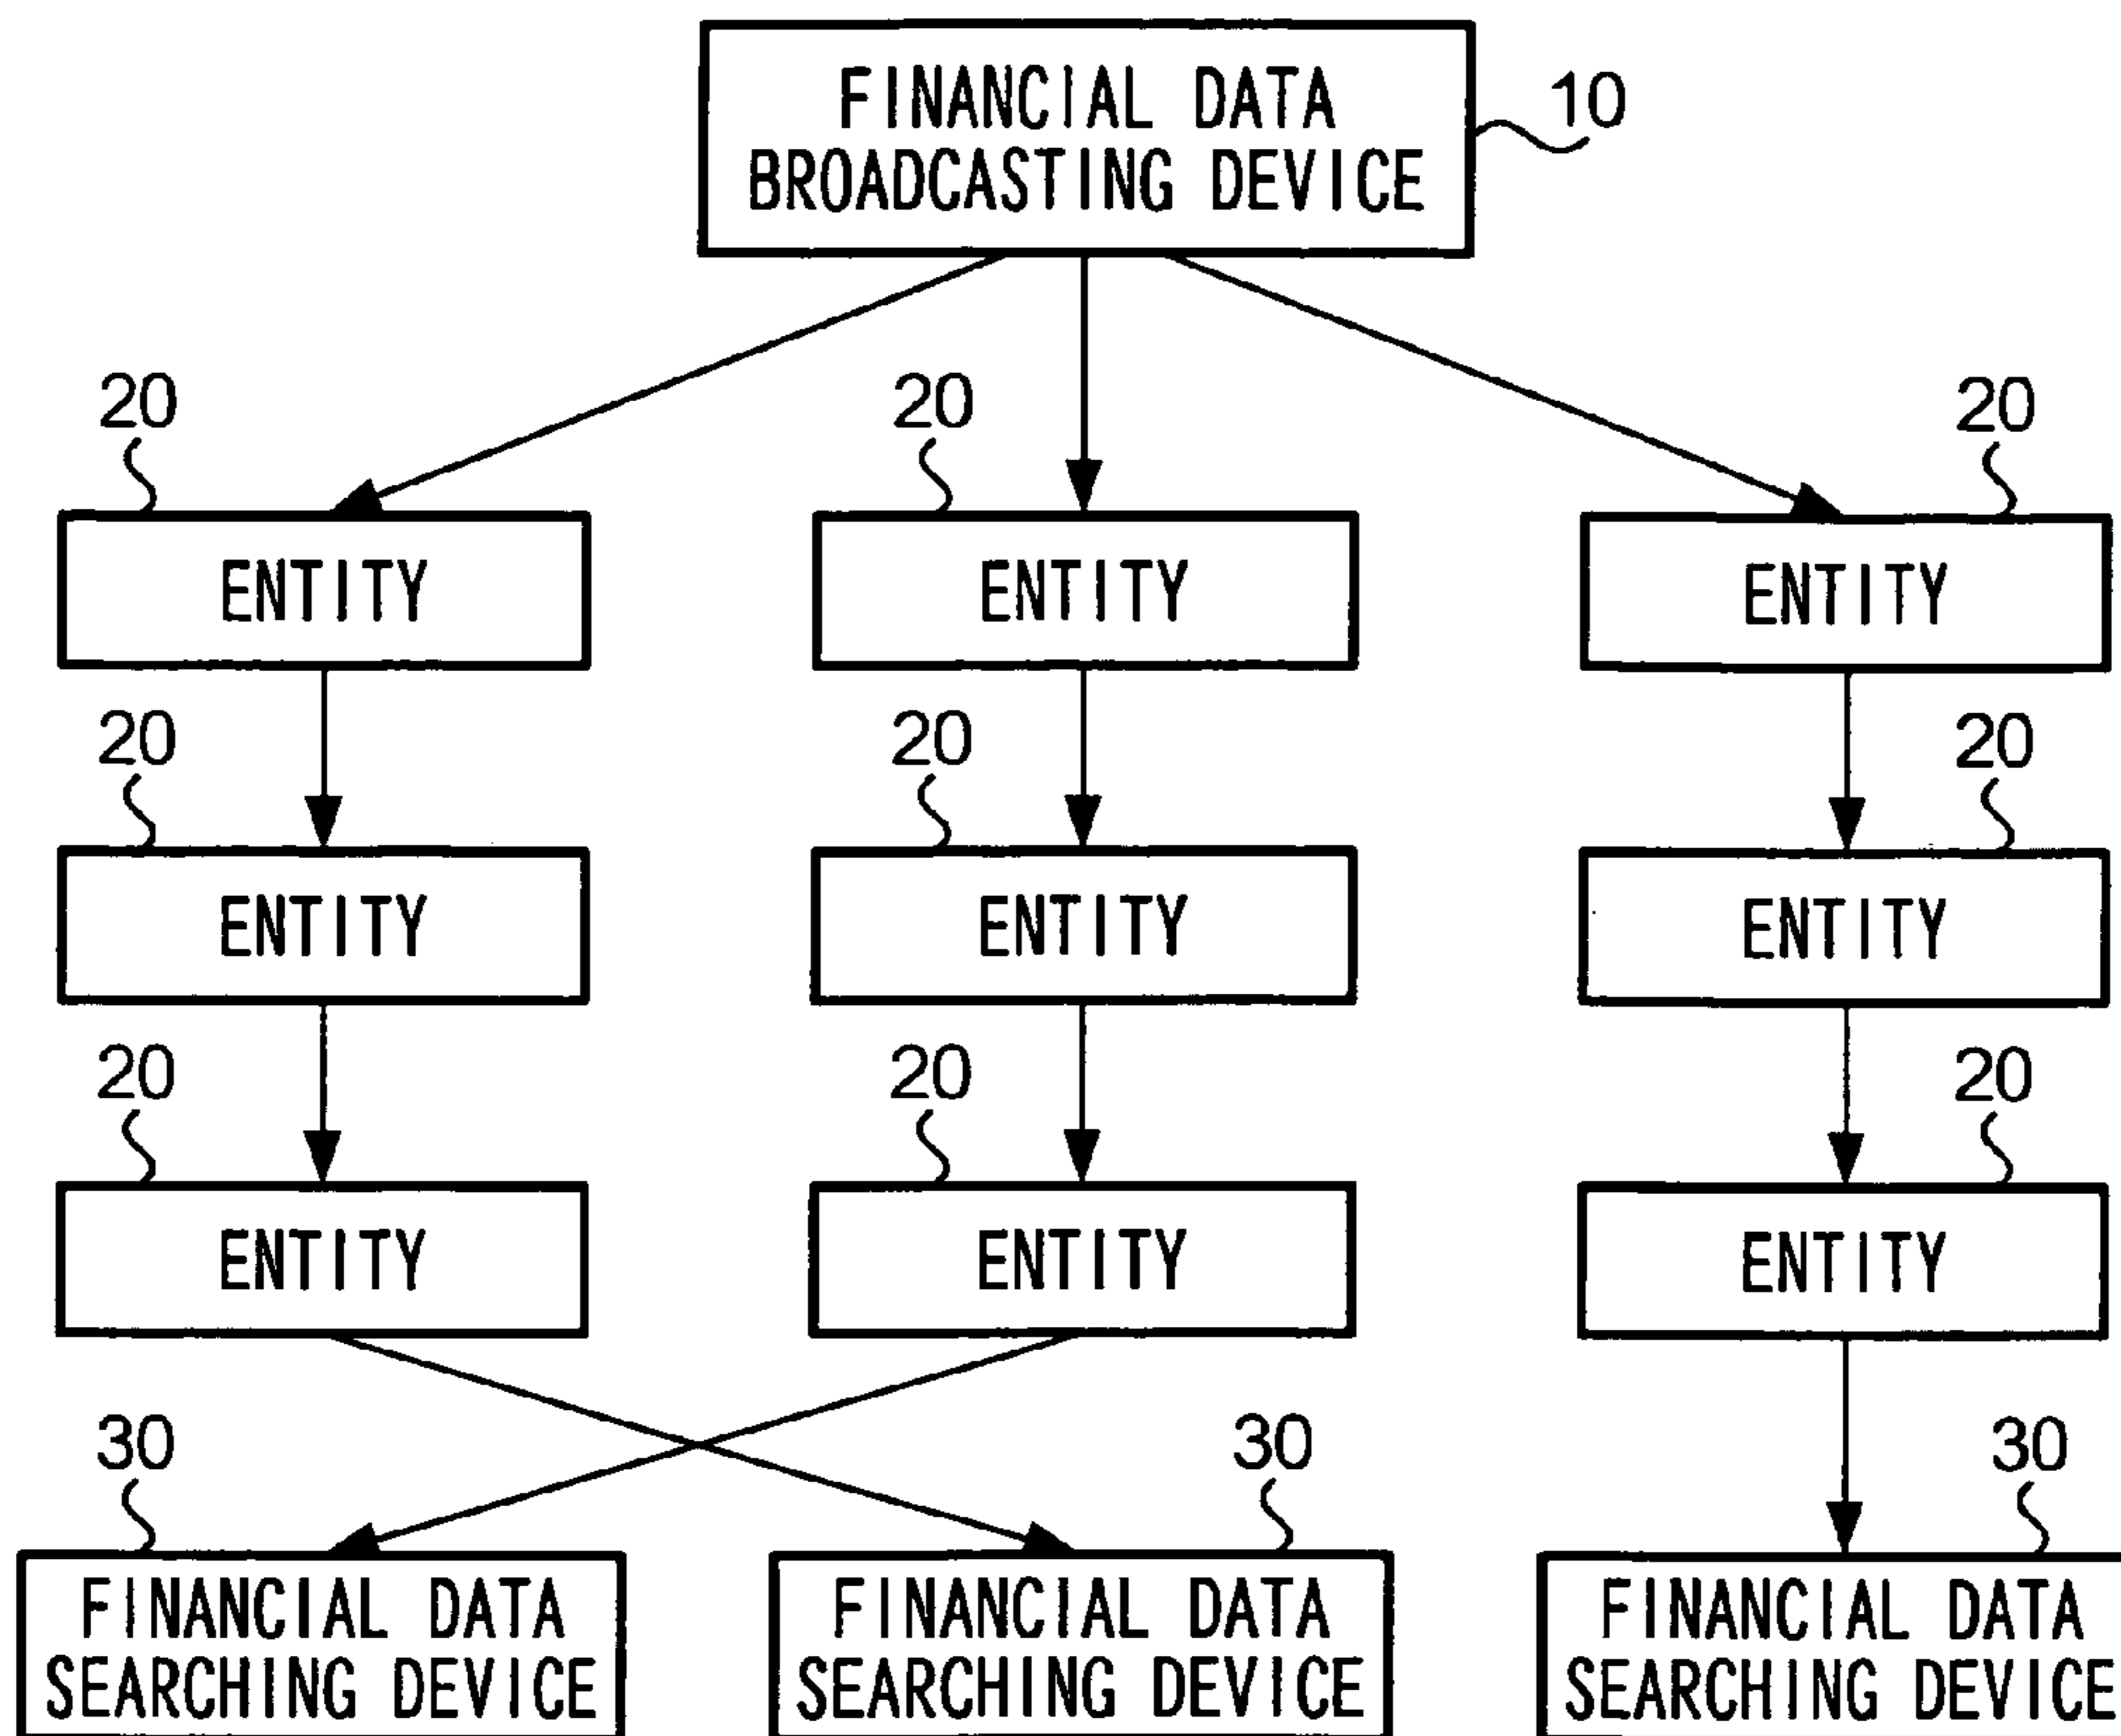 FINANCIAL DATA
BROADCASTING DEVICE
10
20
20
20
ENTITY
ENTITY
ENTITY
20
20
20
ENTITY
ENTITY
ENTITY
20
20
20
ENTITY
ENTITY
ENTITY
30
30
30
FINANCIAL DATA
SEARCHING DEVICE
FINANCIAL DATA
SEARCHING DEVICE
FINANCIAL DATA
SEARCHING DEVICE